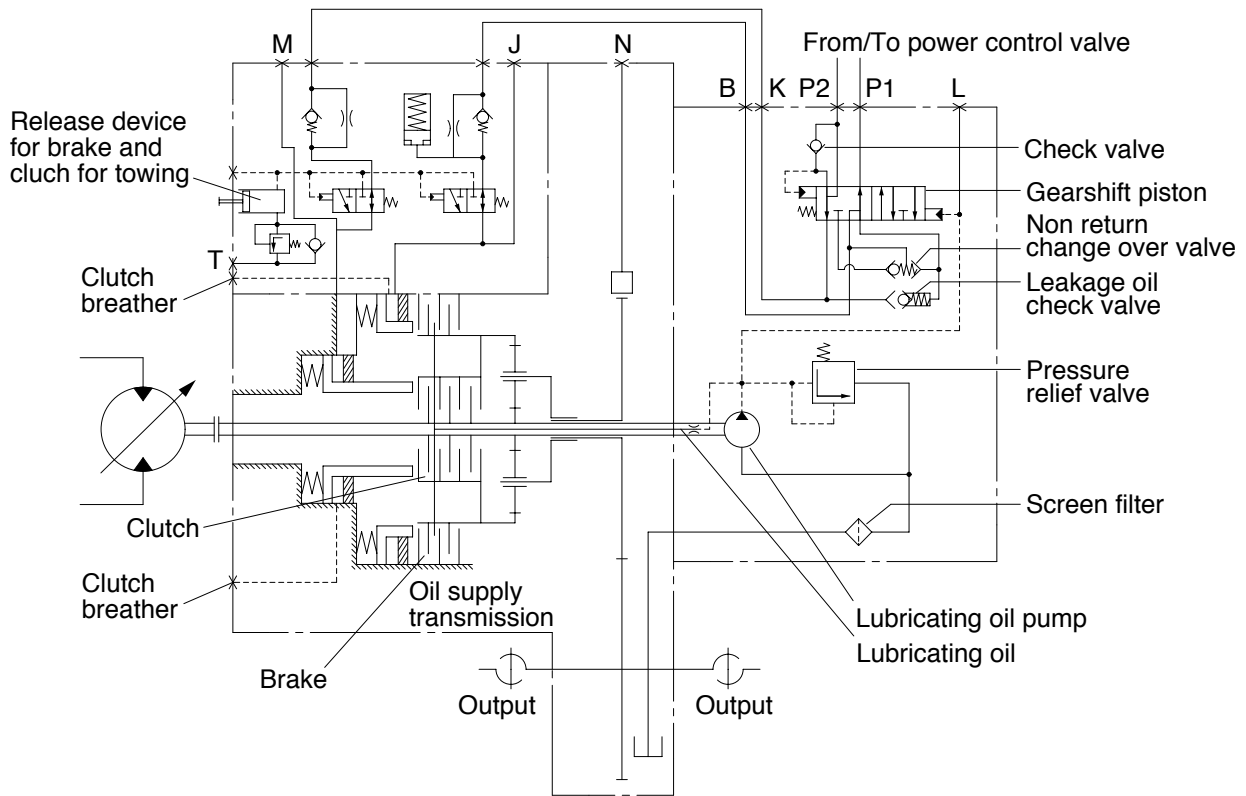 M
J
N
From/To power control valve
B
K
P2
P1
L
Release device
for brake and
cluch for towing
Check valve
Gearshift piston
Non return
change over valve
T
Clutch
breather
Leakage oil
check valve
Pressure
relief valve
Clutch
Screen filter
Clutch
breather
Oil supply
transmission
Lubricating oil pump
Lubricating oil
Brake
Output
Output